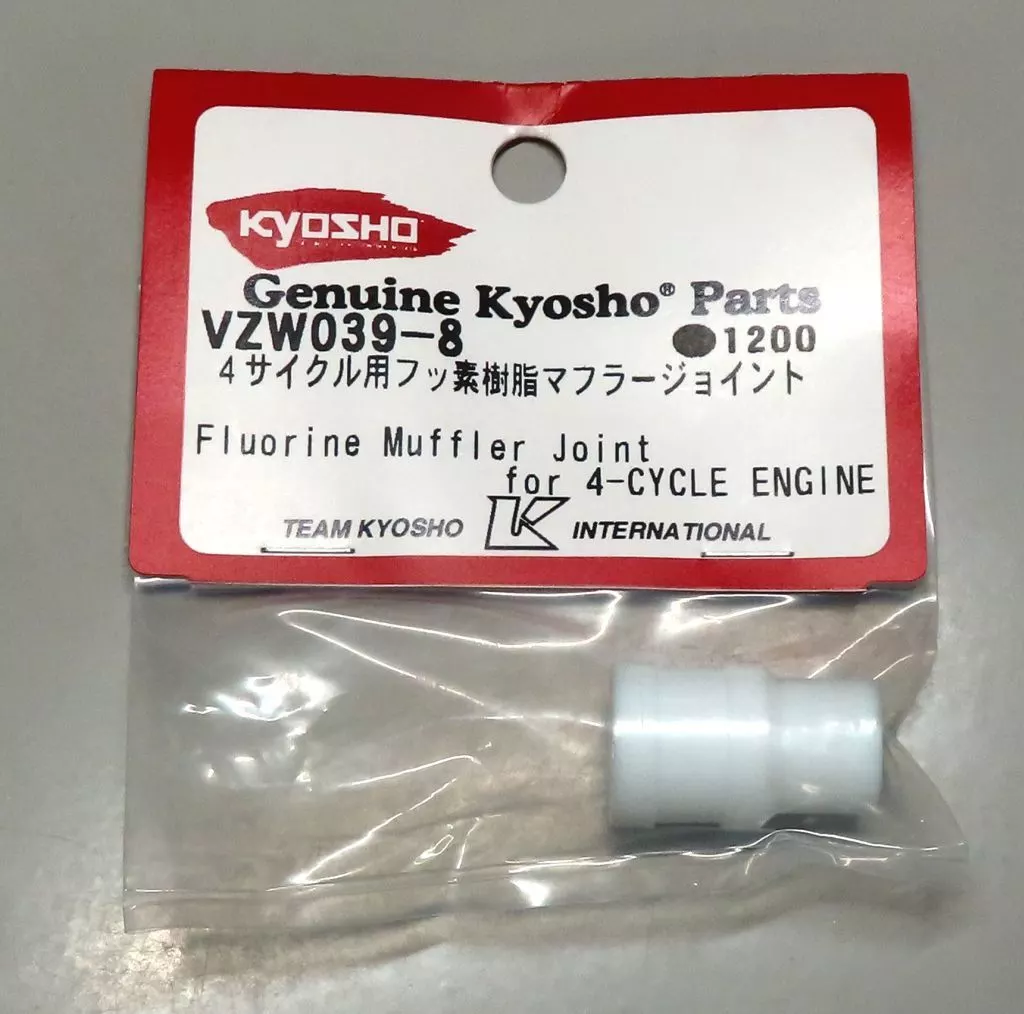 KYOSHO
Genuine Kyosho® Parts
VZW039-8 ●1200
4サイクル用フッ素樹脂マフラージョイント
Fluorine Muffler Joint
for 4-CYCLE ENGINE
TEAM KYOSHO K INTERNATIONAL